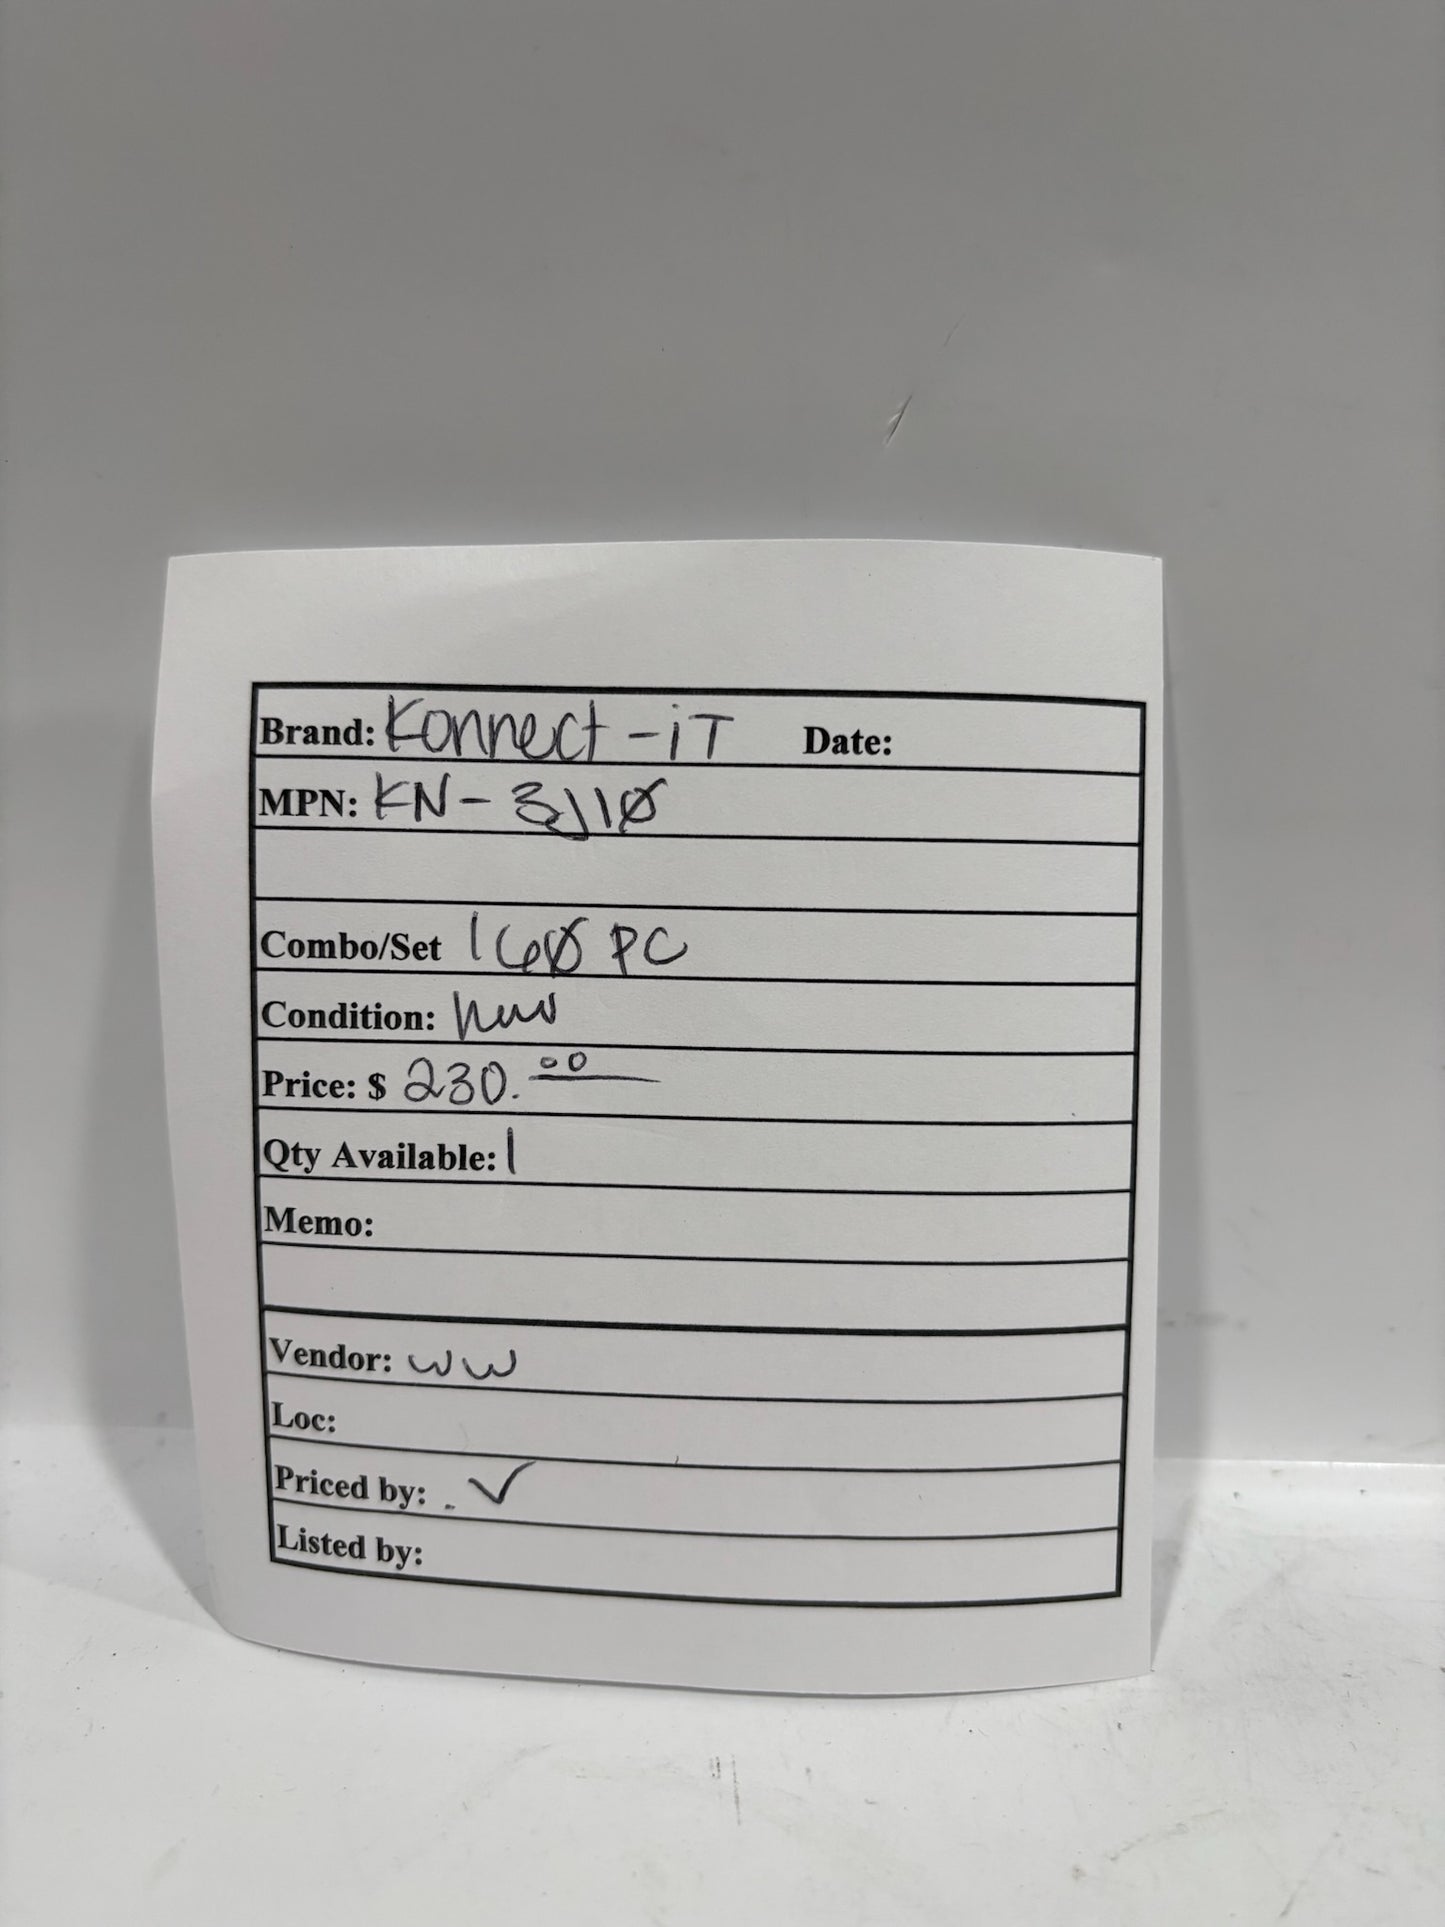 Brand: Konnect-iT Date:
MPN: KN-3J10
Combo/Set 160 PC
Condition: new
Price: $ 230.00
Qty Available: 1
Memo:
Vendor: WW
Loc:
Priced by: ✓
Listed by: